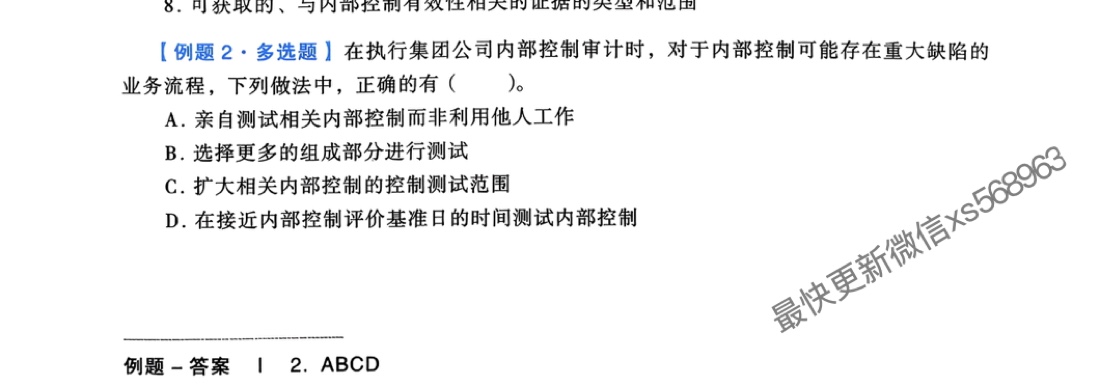 8. 可获取的、与内部控制有效性相关的证据的类型和范围
【例题 2·多选题】在执行集团公司内部控制审计时，对于内部控制可能存在重大缺陷的
业务流程，下列做法中，正确的有（　　）。
A. 亲自测试相关内部控制而非利用他人工作
B. 选择更多的组成部分进行测试
C. 扩大相关内部控制的控制测试范围
D. 在接近内部控制评价基准日的时间测试内部控制
最快更新微信xs568963
例题 – 答案 | 2. ABCD